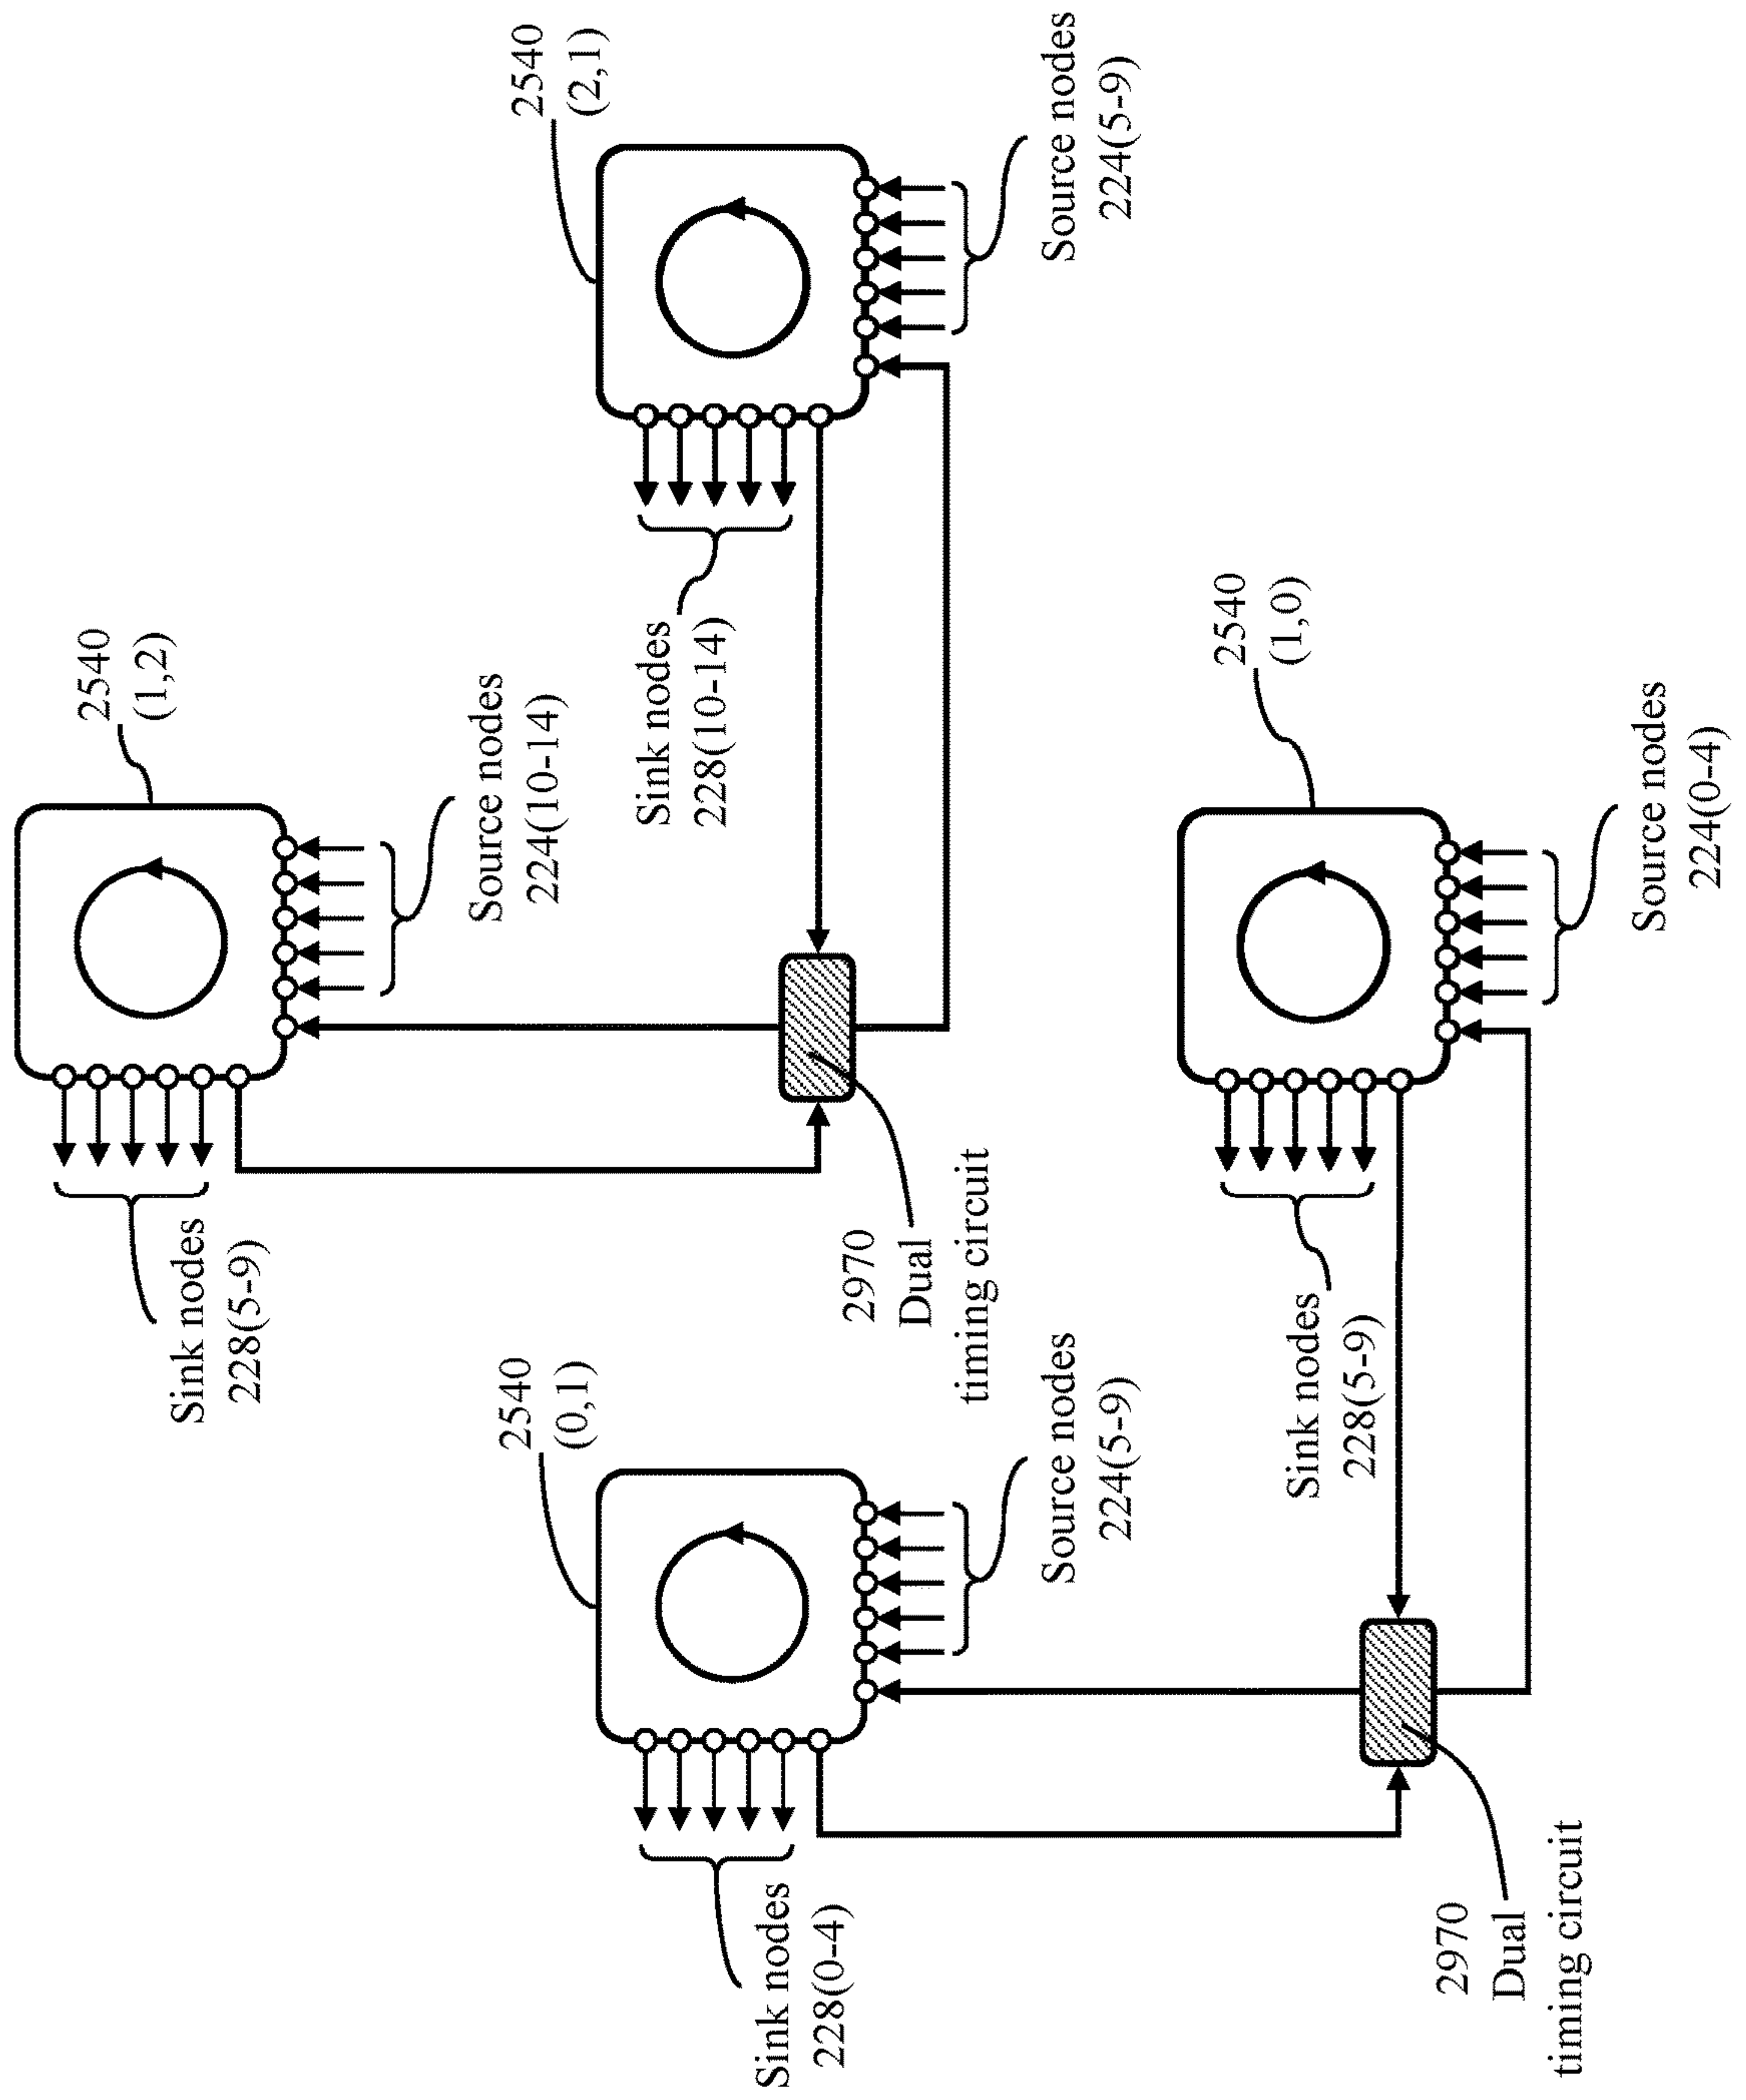 2540
(1,2)
Sink nodes
228(5-9)
Source nodes
224(10-14)
2540
(0,1)
2540
(2,1)
Sink nodes
228(10-14)
Sink nodes
228(0-4)
2970
Dual
timing circuit
Source nodes
224(5-9)
Source nodes
224(5-9)
2540
(1,0)
Sink nodes
228(5-9)
2970
Dual
timing circuit
Source nodes
224(0-4)